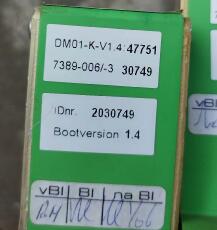 DM01-K-V1.4:47751
7389-006/-3 30749
IDnr. 2030749
Bootversion 1.4
vBI BI na BI